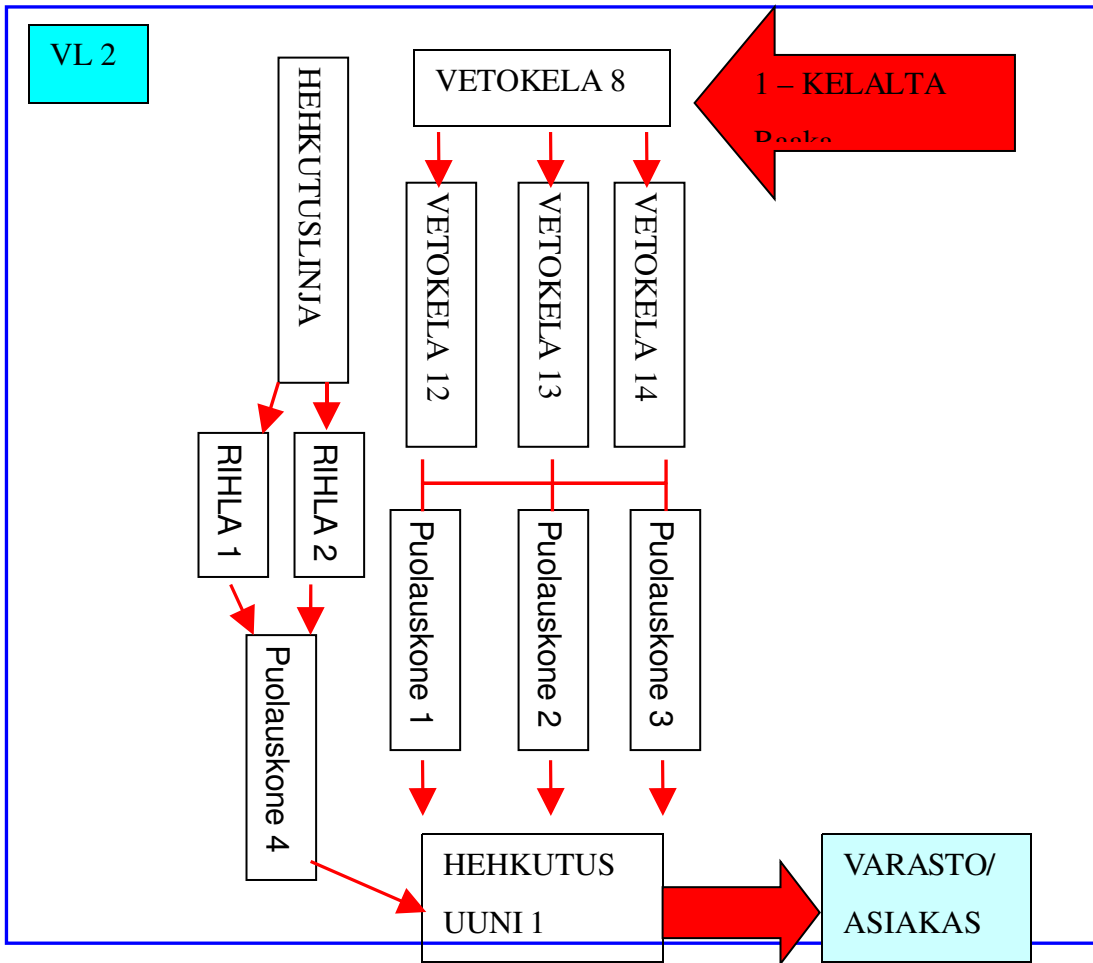 VL 2
VETOKELA 8
1 – KELALTA
HEHKUTUSLINJA
VETOKELA 12
VETOKELA 13
VETOKELA 14
RIHLA 1
RIHLA 2
Puolauskone 1
Puolauskone 2
Puolauskone 3
Puolauskone 4
HEHKUTUS
UUNI 1
VARASTO/
ASIAKAS